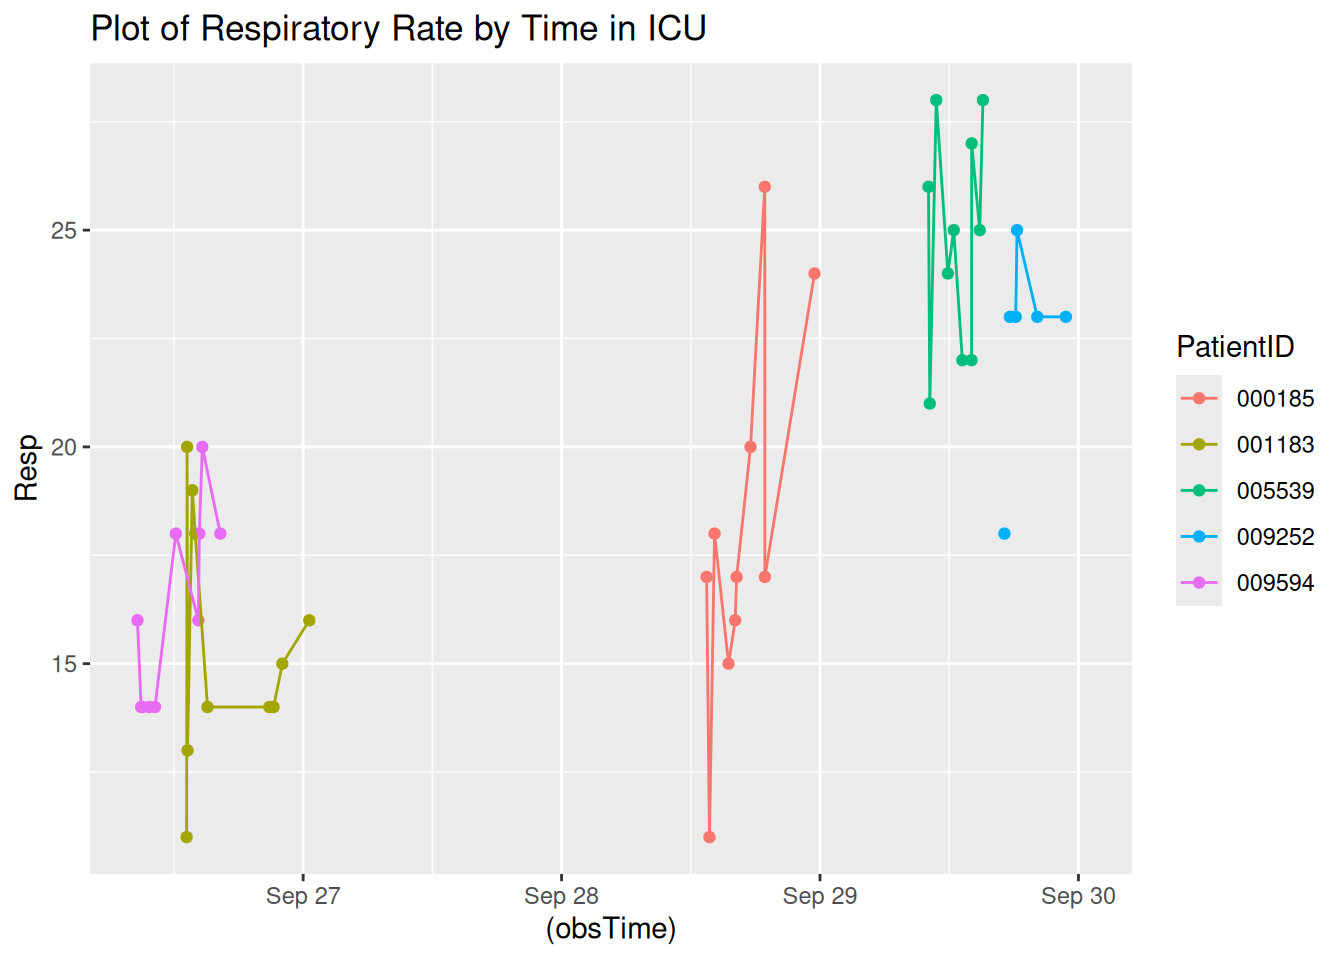 Plot of Respiratory Rate by Time in ICU
Resp
25
20
15
Sep 27
Sep 28
Sep 29
Sep 30
(obsTime)
PatientID
000185
001183
005539
009252
009594